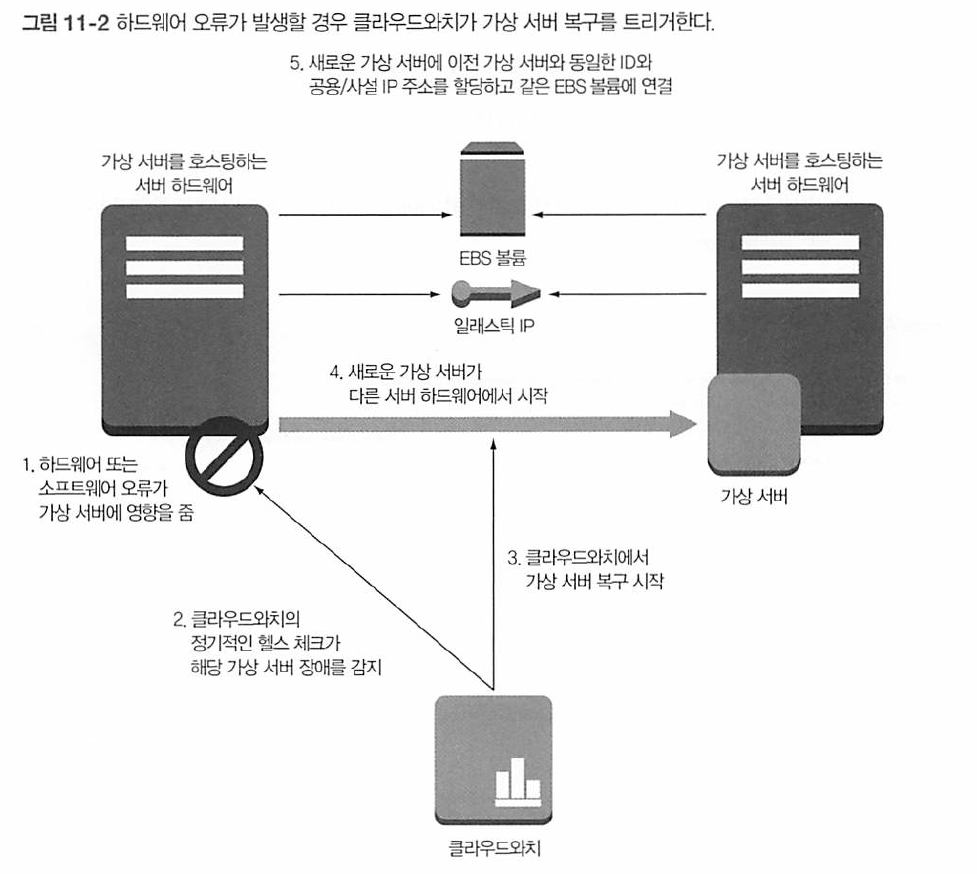 그림 11-2 하드웨어 오류가 발생할 경우 클라우드와치가 가상 서버 복구를 트리거한다.
5. 새로운 가상 서버에 이전 가상 서버와 동일한 ID와
공용/사설 IP 주소를 할당하고 같은 EBS 볼륨에 연결
가상 서버를 호스팅하는
서버 하드웨어
가상 서버를 호스팅하는
서버 하드웨어
EBS 볼륨
일래스틱 IP
4. 새로운 가상 서버가
다른 서버 하드웨어에서 시작
1. 하드웨어 또는
소프트웨어 오류가
가상 서버에 영향을 줌
가상 서버
3. 클라우드와치에서
가상 서버 복구 시작
2. 클라우드와치의
정기적인 헬스 체크가
해당 가상 서버 장애를 감지
클라우드와치